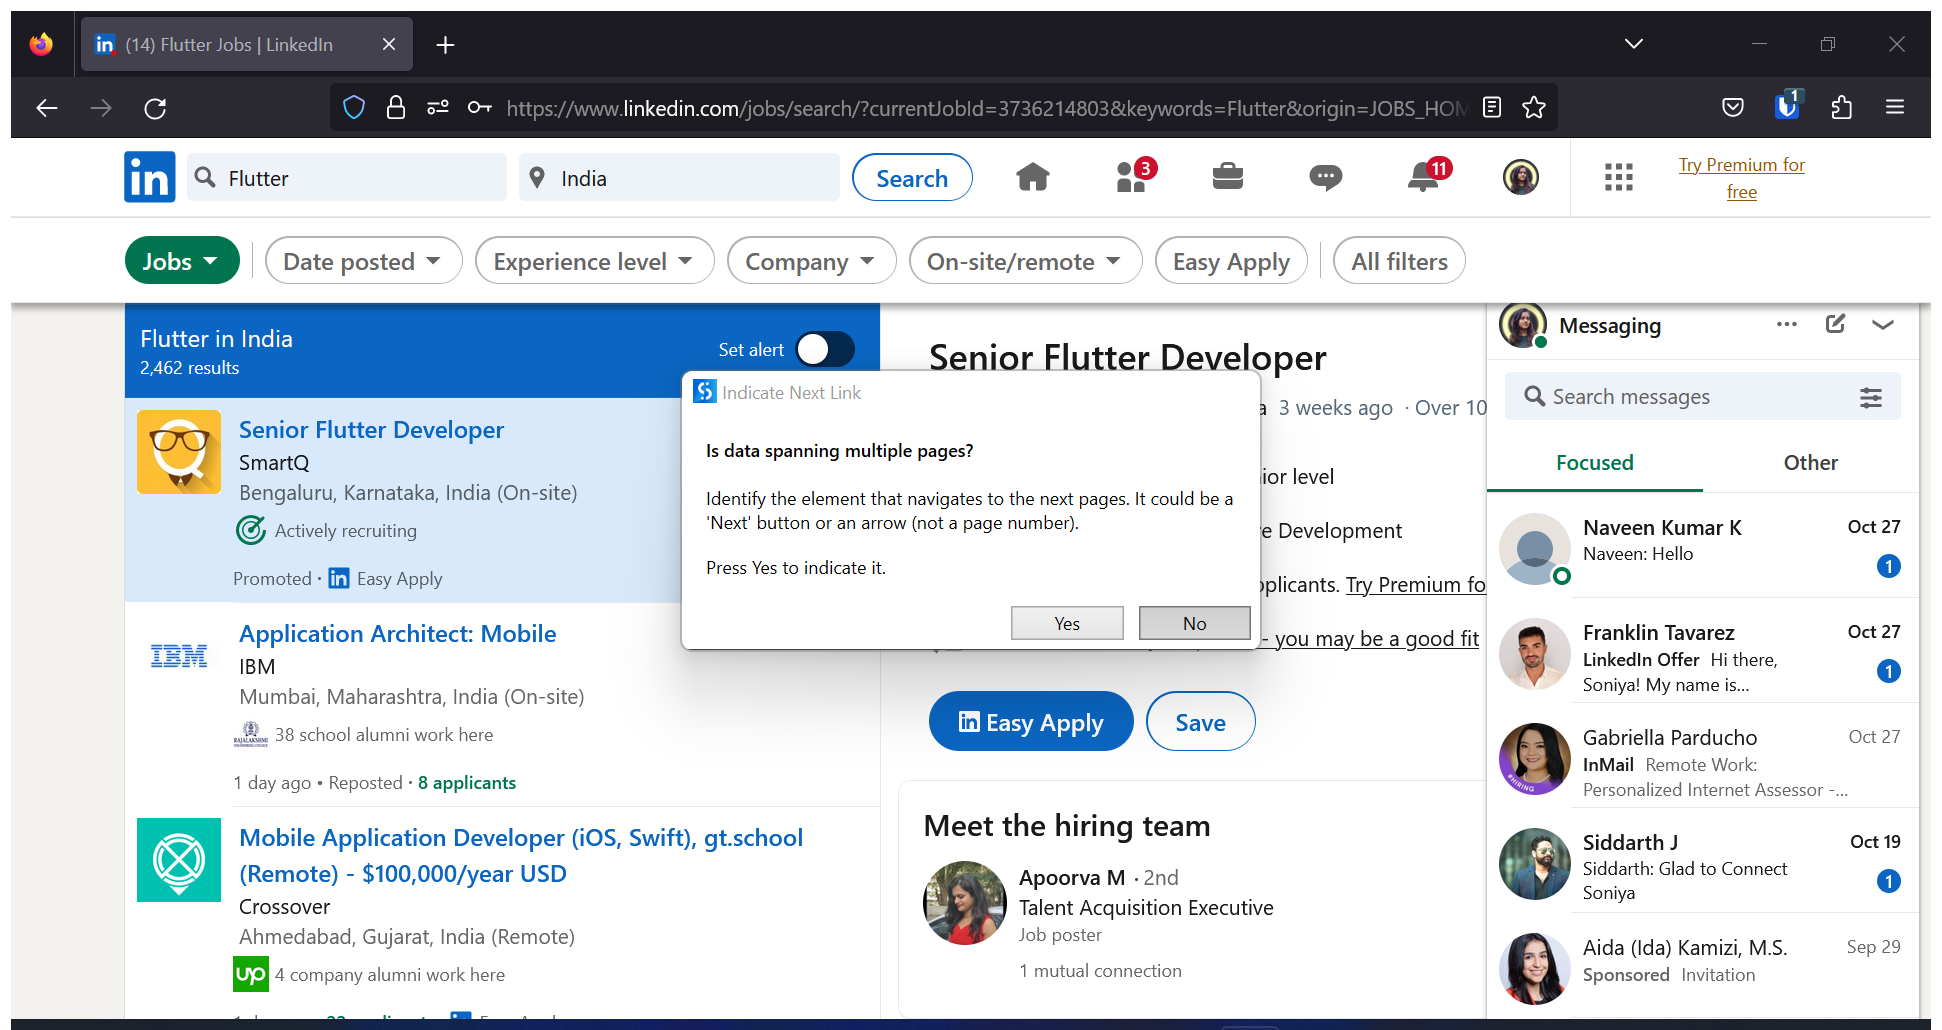 (14) Flutter Jobs | LinkedIn
https://www.linkedin.com/jobs/search/?currentJobId=3736214803&keywords=Flutter&origin=JOBS_HOM
1
in
Flutter
India
Search
3
11
Try Premium for
free
Jobs
Date posted
Experience level
Company
On-site/remote
Easy Apply
All filters
Flutter in India
2,462 results
Set alert
Senior Flutter Developer
SmartQ
Bengaluru, Karnataka, India (On-site)
Actively recruiting
Promoted · in Easy Apply
IBM
Application Architect: Mobile
IBM
Mumbai, Maharashtra, India (On-site)
RAJALAKSHMI
38 school alumni work here
1 day ago • Reposted · 8 applicants
Mobile Application Developer (iOS, Swift), gt.school
(Remote) - $100,000/year USD
Crossover
Ahmedabad, Gujarat, India (Remote)
up 4 company alumni work here
Indicate Next Link
Is data spanning multiple pages?
Identify the element that navigates to the next pages. It could be a
'Next' button or an arrow (not a page number).
Press Yes to indicate it.
Yes
No
Senior Flutter Developer
a 3 weeks ago · Over 10
ior level
e Development
plicants. Try Premium fo
- you may be a good fit
in Easy Apply
Save
Meet the hiring team
Apoorva M · 2nd
Talent Acquisition Executive
Job poster
1 mutual connection
Messaging
Search messages
Focused
Other
Naveen Kumar K
Oct 27
Naveen: Hello
1
Franklin Tavarez
Oct 27
LinkedIn Offer Hi there,
Soniya! My name is...
1
Gabriella Parducho
Oct 27
InMail Remote Work:
Personalized Internet Assessor -...
#HIRING
Siddarth J
Oct 19
Siddarth: Glad to Connect
Soniya
1
Aida (Ida) Kamizi, M.S.
Sep 29
Sponsored Invitation